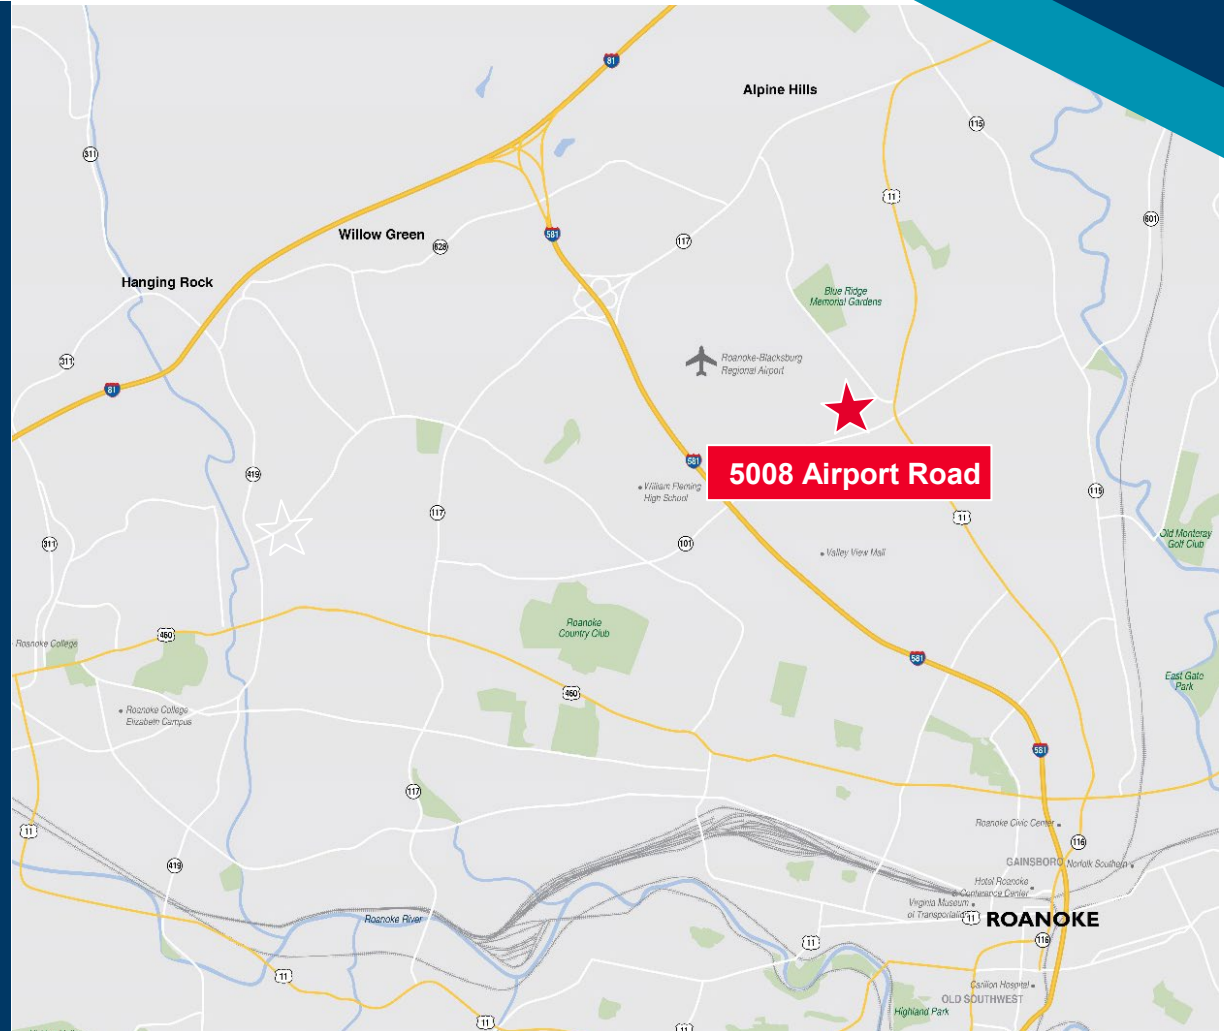 81
Alpine Hills
115
311
11
601
Willow Green
628
581
117
Hanging Rock
Blue Ridge
Memorial Gardens
311
Roanoke-Blacksburg
Regional Airport
81
581
5008 Airport Road
419
William Fleming
High School
115
117
11
311
101
Valley View Mall
Old Monteray
Golf Club
Roanoke
Country Club
460
Roanoke College
581
East Gate
Park
460
Roanoke College
Elizabeth Campus
581
117
11
Roanoke Civic Center
116
419
GAINSBORO
Norfolk Southern
Hotel Roanoke
& Conference Center
Virginia Museum
of Transportation
11
ROANOKE
Roanoke River
11
116
11
Carilion Hospital
OLD SOUTHWEST
Highland Park
11
11